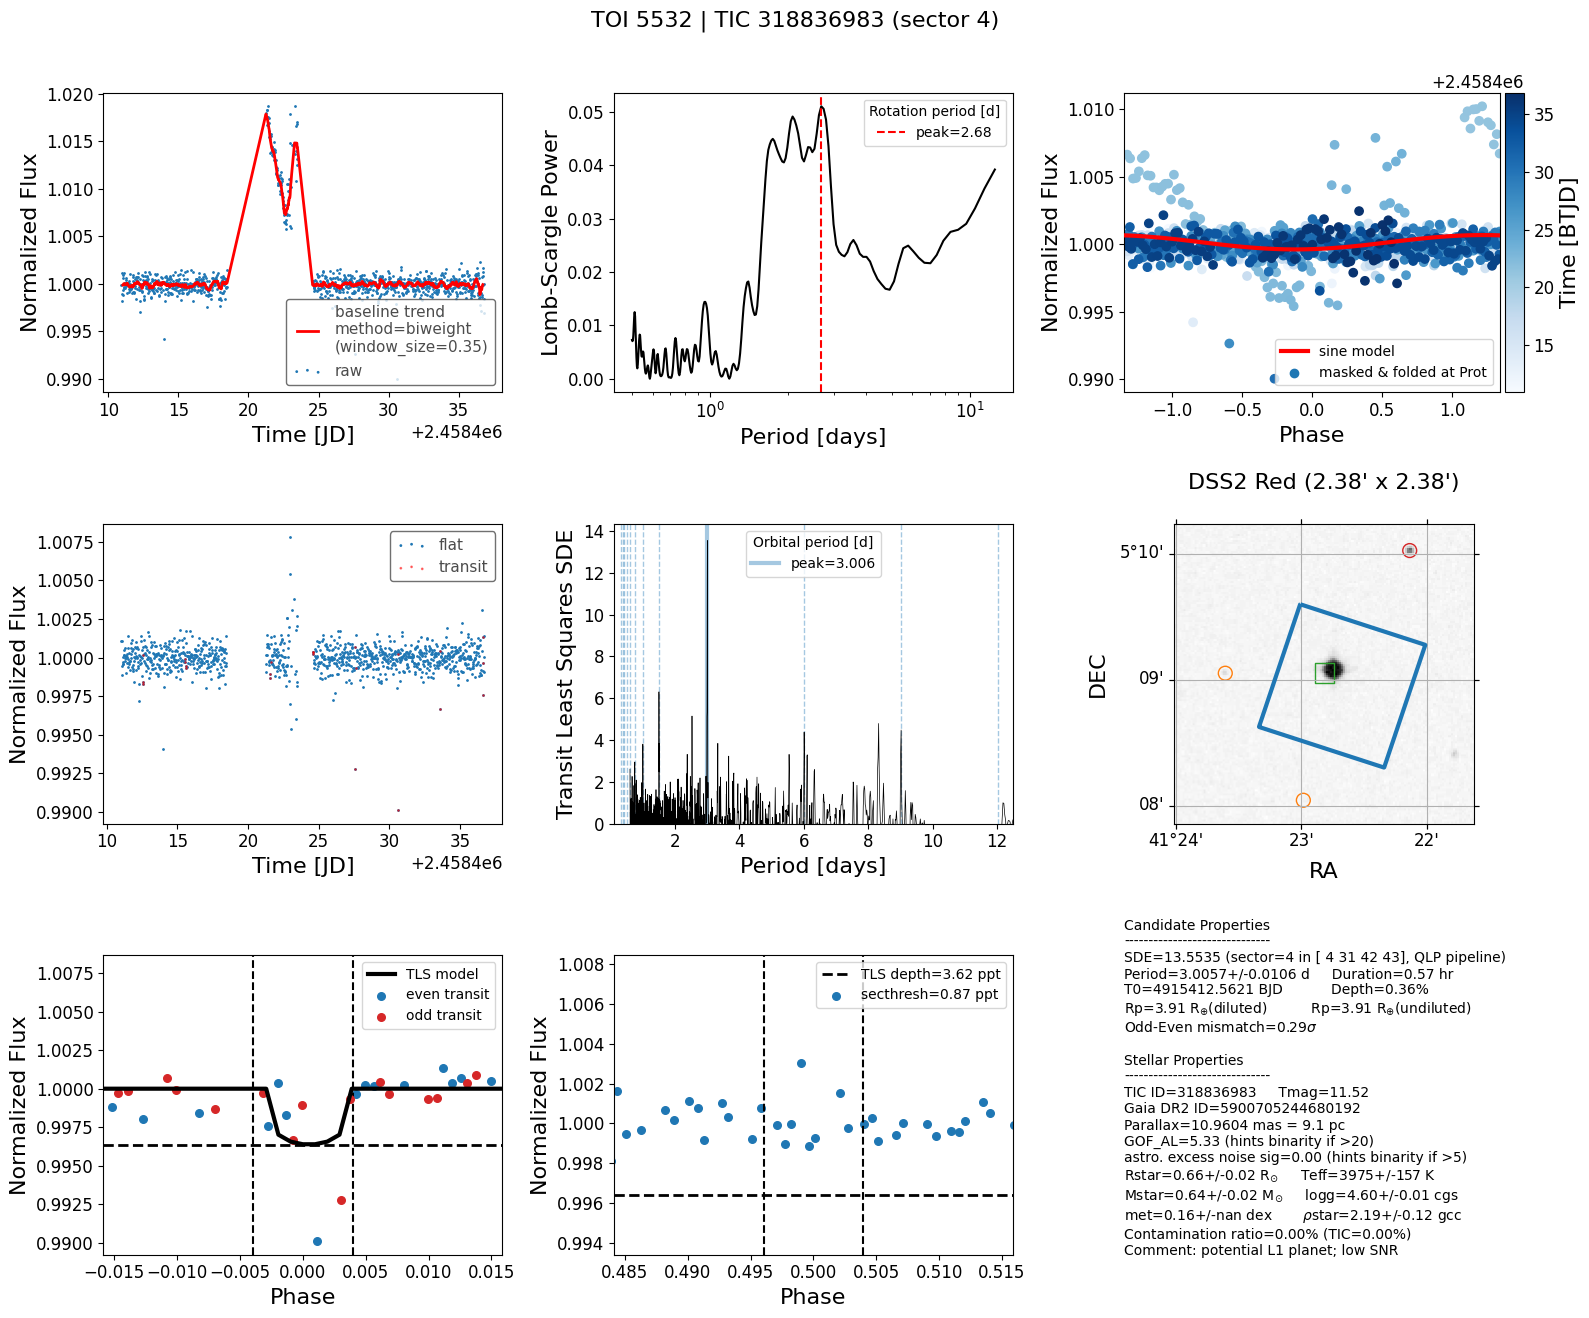 TOI 5532 | TIC 318836983 (sector 4)
Normalized Flux
1.020
1.015
1.010
1.005
1.000
0.995
0.990
baseline trend
method=biweight
(window_size=0.35)
raw
10 15 20 25 30 35
Time [JD]
+2.4584e6
Lomb-Scargle Power
0.05
0.04
0.03
0.02
0.01
0.00
Rotation period [d]
peak=2.68
10⁰ 10¹
Period [days]
Normalized Flux
1.010
1.005
1.000
0.995
0.990
sine model
masked & folded at Prot
−1.0 −0.5 0.0 0.5 1.0
Phase
+2.4584e6
35
30
25
20
15
Time [BTJD]
Normalized Flux
1.0075
1.0050
1.0025
1.0000
0.9975
0.9950
0.9925
0.9900
flat
transit
10 15 20 25 30 35
Time [JD]
+2.4584e6
Transit Least Squares SDE
14
12
10
8
6
4
2
0
Orbital period [d]
peak=3.006
2 4 6 8 10 12
Period [days]
DSS2 Red (2.38' x 2.38')
DEC
5°10'
09'
08'
41°24' 23' 22'
RA
Normalized Flux
1.0075
1.0050
1.0025
1.0000
0.9975
0.9950
0.9925
0.9900
TLS model
even transit
odd transit
−0.015 −0.010 −0.005 0.000 0.005 0.010 0.015
Phase
Normalized Flux
1.008
1.006
1.004
1.002
1.000
0.998
0.996
0.994
TLS depth=3.62 ppt
secthresh=0.87 ppt
0.485 0.490 0.495 0.500 0.505 0.510 0.515
Phase
Candidate Properties
------------------------------
SDE=13.5535 (sector=4 in [ 4 31 42 43], QLP pipeline)
Period=3.0057+/-0.0106 d Duration=0.57 hr
T0=4915412.5621 BJD Depth=0.36%
Rp=3.91 R⊕(diluted) Rp=3.91 R⊕(undiluted)
Odd-Even mismatch=0.29σ
Stellar Properties
------------------------------
TIC ID=318836983 Tmag=11.52
Gaia DR2 ID=5900705244680192
Parallax=10.9604 mas = 9.1 pc
GOF_AL=5.33 (hints binarity if >20)
astro. excess noise sig=0.00 (hints binarity if >5)
Rstar=0.66+/-0.02 R⊙ Teff=3975+/-157 K
Mstar=0.64+/-0.02 M⊙ logg=4.60+/-0.01 cgs
met=0.16+/-nan dex ρstar=2.19+/-0.12 gcc
Contamination ratio=0.00% (TIC=0.00%)
Comment: potential L1 planet; low SNR